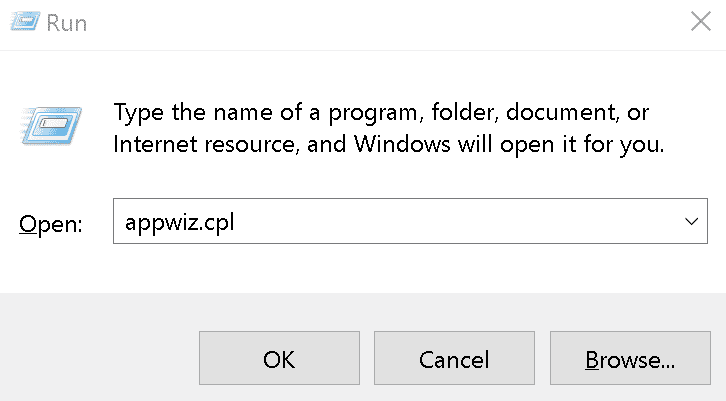 Run
Type the name of a program, folder, document, or
Internet resource, and Windows will open it for you.
Open: appwiz.cpl
OK Cancel Browse...